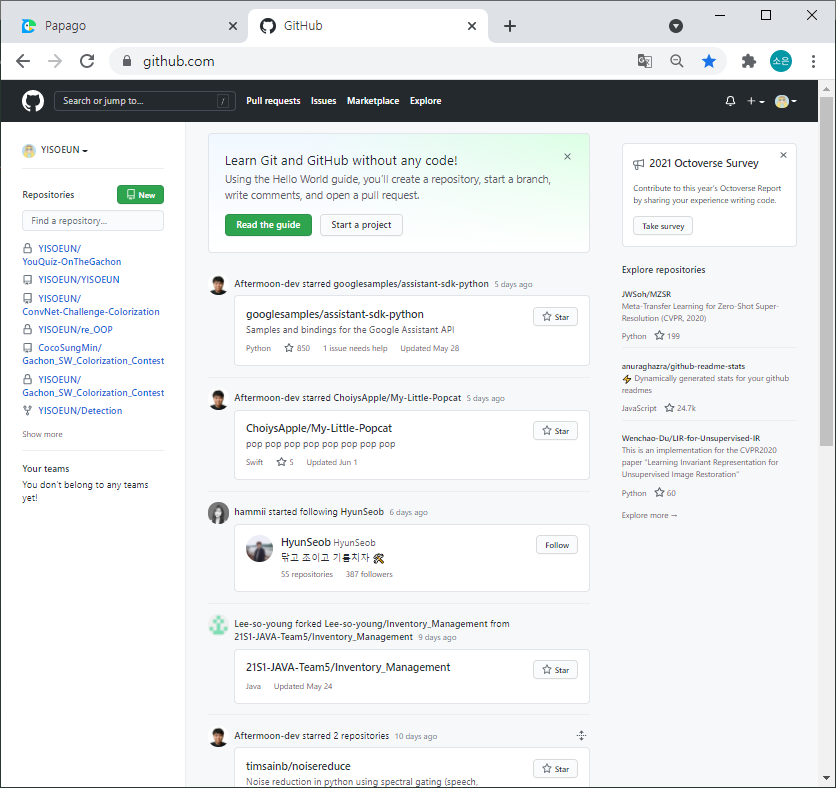 Papago
GitHub
github.com
소은
Search or jump to...
/
Pull requests
Issues
Marketplace
Explore
YISOEUN
Repositories
New
Find a repository...
YISOEUN/
YouQuiz-OnTheGachon
YISOEUN/YISOEUN
YISOEUN/
ConvNet-Challenge-Colorization
YISOEUN/re_OOP
CocoSungMin/
Gachon_SW_Colorization_Contest
YISOEUN/
Gachon_SW_Colorization_Contest
YISOEUN/Detection
Show more
Your teams
You don't belong to any teams
yet!
Learn Git and GitHub without any code!
Using the Hello World guide, you'll create a repository, start a branch,
write comments, and open a pull request.
Read the guide
Start a project
Afternoon-dev starred googlesamples/assistant-sdk-python 5 days ago
googlesamples/assistant-sdk-python
Star
Samples and bindings for the Google Assistant API
Python 850 1 issue needs help Updated May 28
Afternoon-dev starred ChoiysApple/My-Little-Popcat 5 days ago
ChoiysApple/My-Little-Popcat
Star
pop pop pop pop pop pop pop pop
Swift 5 Updated Jun 1
hammii started following HyunSeob 6 days ago
HyunSeob HyunSeob
Follow
닦고 조이고 기름치자
55 repositories 387 followers
Lee-so-young forked Lee-so-young/Inventory_Management from
21S1-JAVA-Team5/Inventory_Management 9 days ago
21S1-JAVA-Team5/Inventory_Management
Star
Java Updated May 24
Afternoon-dev starred 2 repositories 10 days ago
timsainb/noisereduce
Star
Noise reduction in python using spectral gating (speech,
2021 Octoverse Survey
Contribute to this year's Octoverse Report
by sharing your experience writing code.
Take survey
Explore repositories
JWSoh/MZSR
Meta-Transfer Learning for Zero-Shot Super-
Resolution (CVPR, 2020)
Python 199
anuraghazra/github-readme-stats
Dynamically generated stats for your github
readmes
JavaScript 24.7k
Wenchao-Du/LIR-for-Unsupervised-IR
This is an implementation for the CVPR2020
paper "Learning Invariant Representation for
Unsupervised Image Restoration"
Python 60
Explore more →